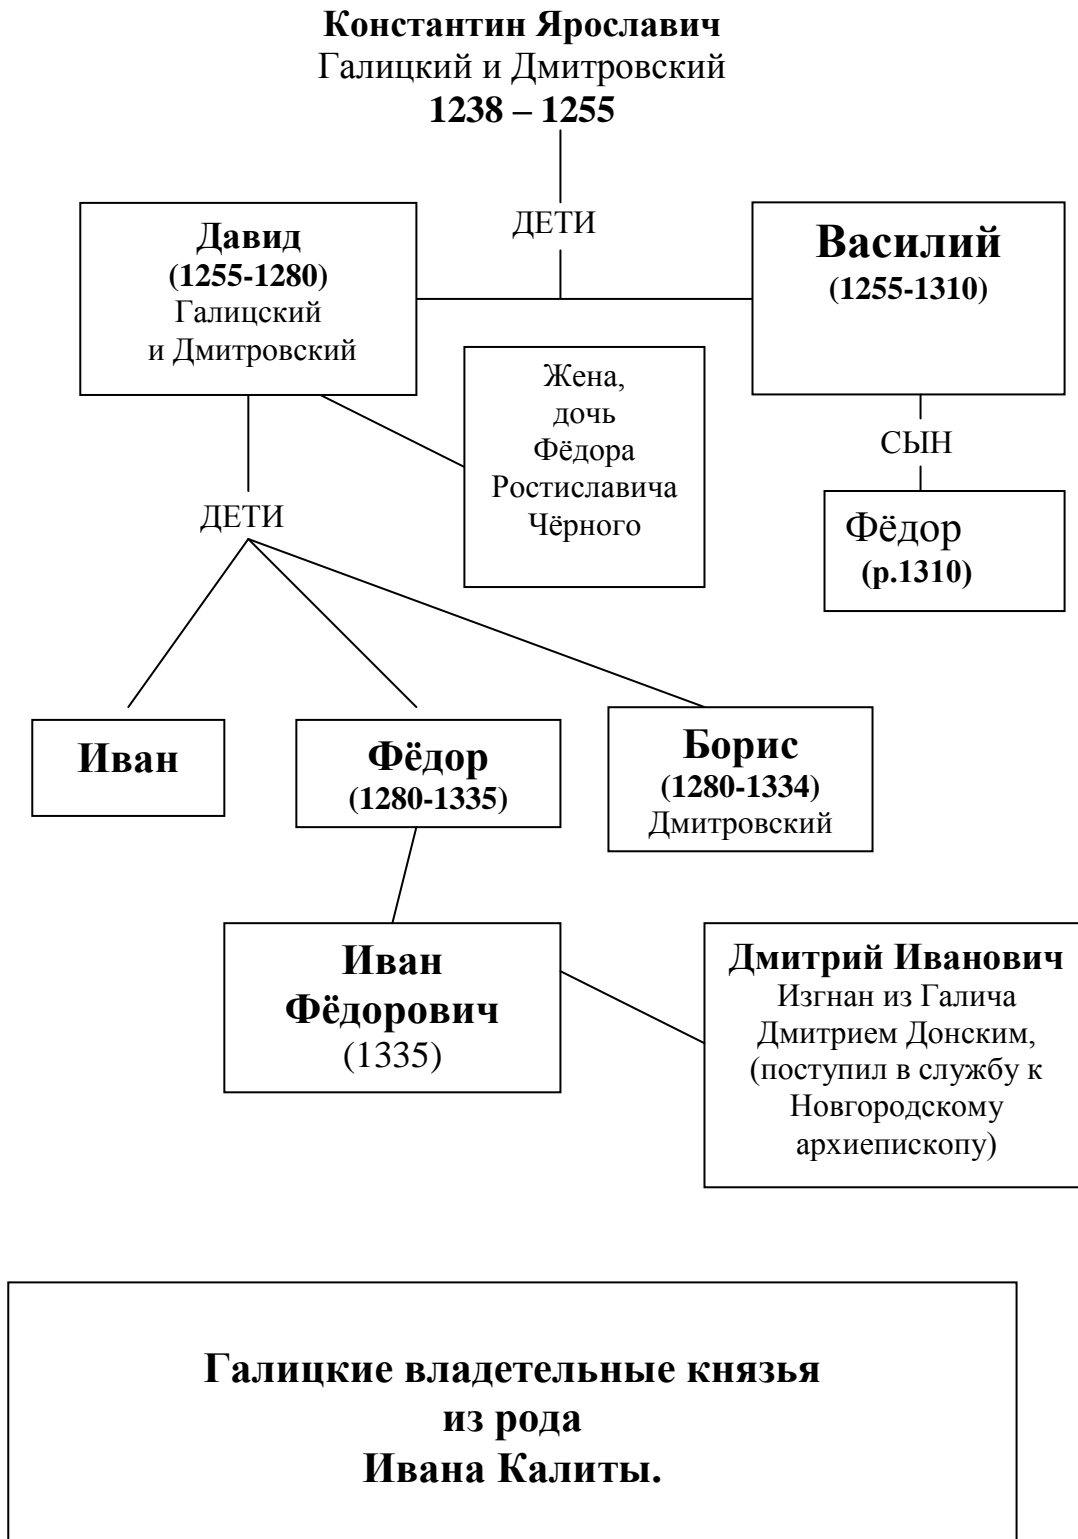 Константин Ярославич
Галицкий и Дмитровский
1238 – 1255
ДЕТИ
Давид
(1255-1280)
Галицский
и Дмитровский
Василий
(1255-1310)
Жена,
дочь
Фёдора
Ростиславича
Чёрного
СЫН
Фёдор
(р.1310)
ДЕТИ
Иван
Фёдор
(1280-1335)
Борис
(1280-1334)
Дмитровский
Иван
Фёдорович
(1335)
Дмитрий Иванович
Изгнан из Галича
Дмитрием Донским,
(поступил в службу к
Новгородскому
архиепископу)
Галицкие владетельные князья
из рода
Ивана Калиты.